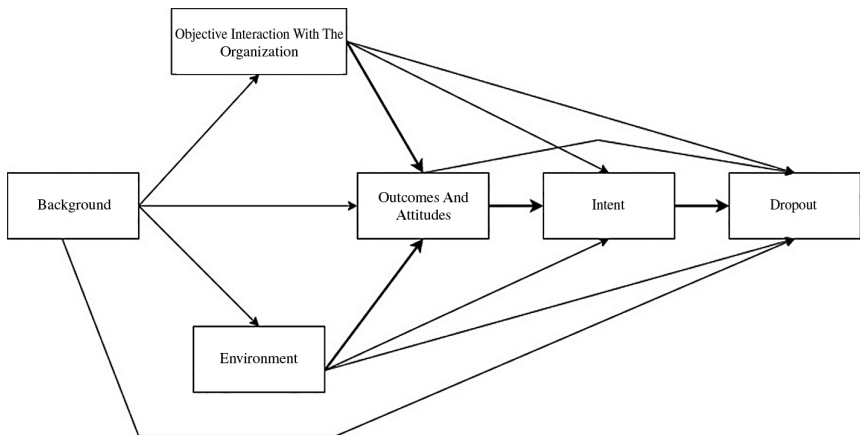 Objective Interaction With The
Organization
Background
Outcomes And
Attitudes
Intent
Dropout
Environment